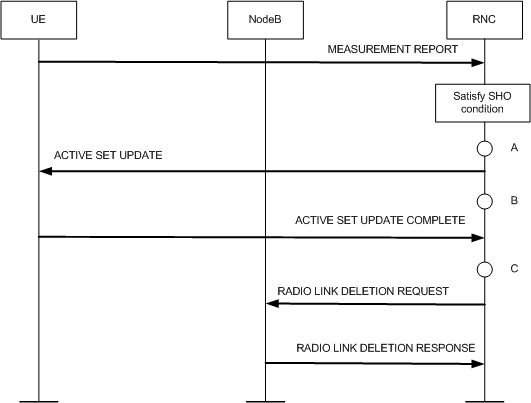 UE
NodeB
RNC
MEASUREMENT REPORT
Satisfy SHO
condition
A
ACTIVE SET UPDATE
B
ACTIVE SET UPDATE COMPLETE
C
RADIO LINK DELETION REQUEST
RADIO LINK DELETION RESPONSE